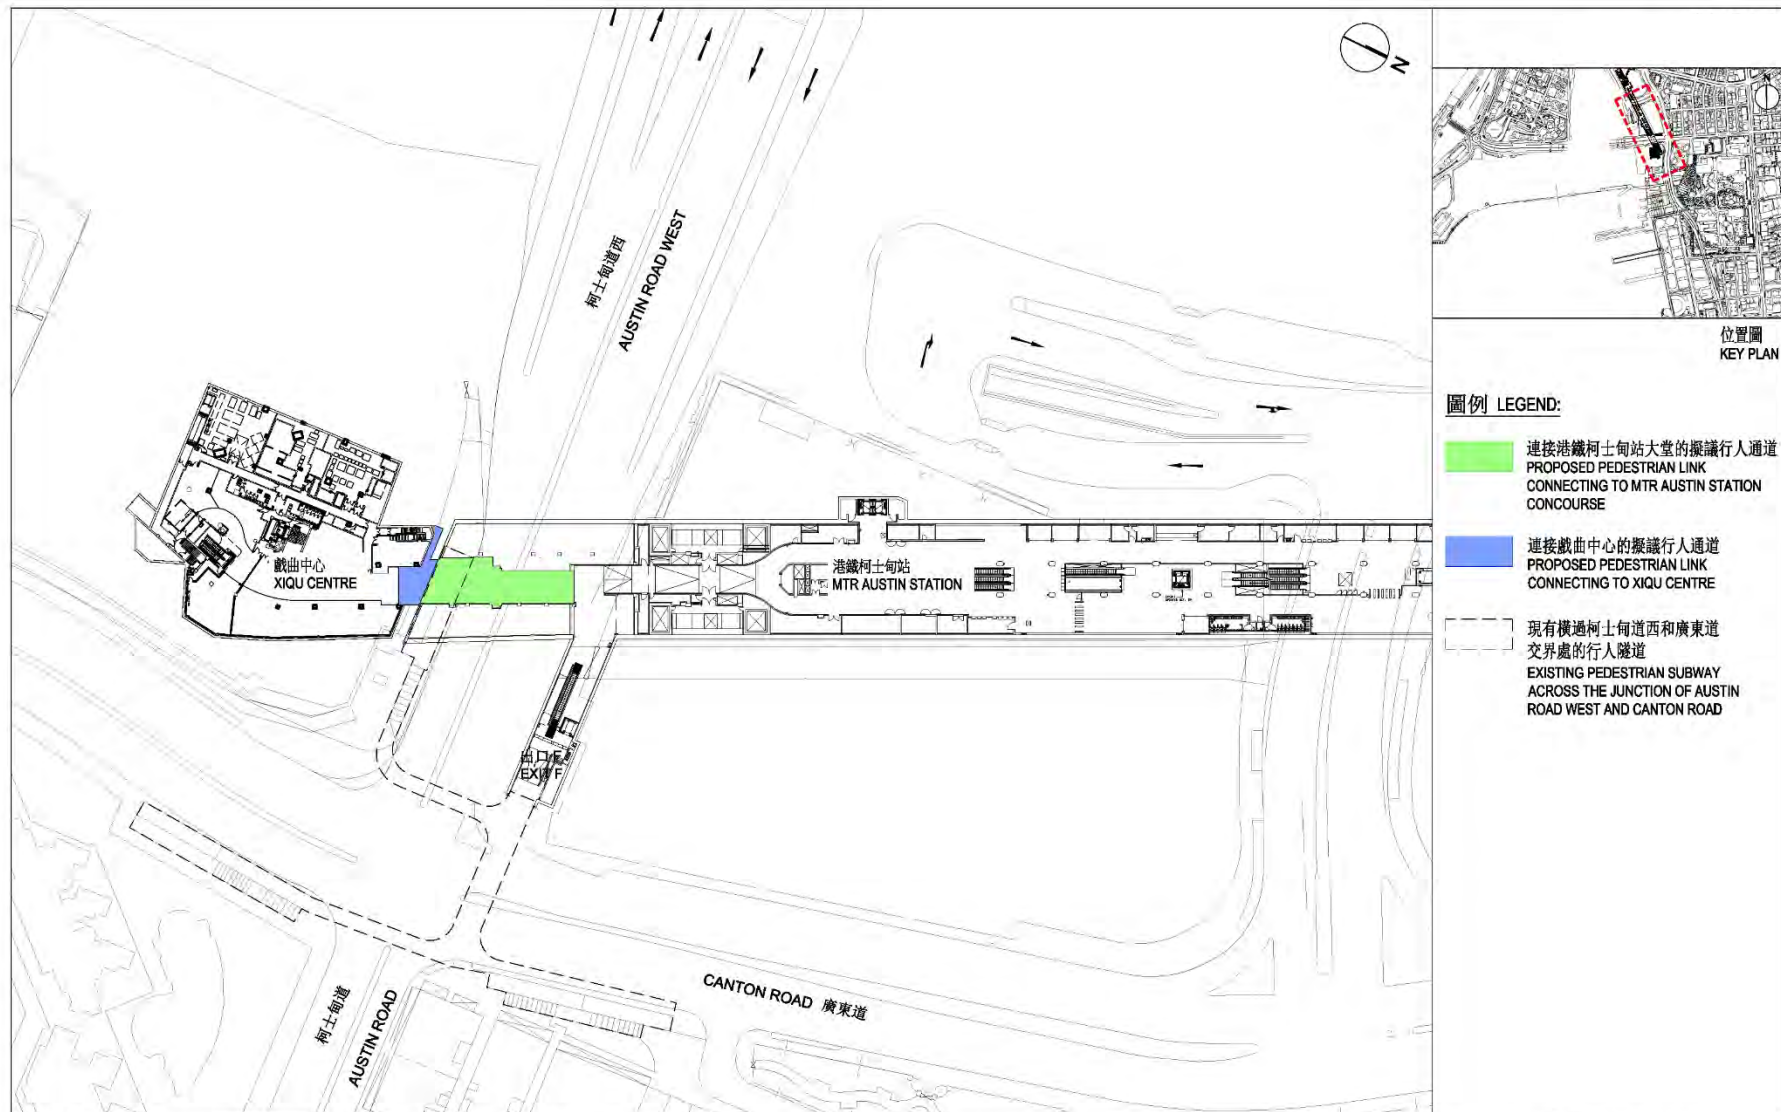 柯士甸道西
AUSTIN ROAD WEST
N
戲曲中心
XIQU CENTRE
港鐵柯士甸站
MTR AUSTIN STATION
出口 F
EXIT F
CANTON ROAD 廣東道
柯士甸道
AUSTIN ROAD
N
位置圖
KEY PLAN
圖例 LEGEND:
連接港鐵柯士甸站大堂的擬議行人通道
PROPOSED PEDESTRIAN LINK
CONNECTING TO MTR AUSTIN STATION
CONCOURSE
連接戲曲中心的擬議行人通道
PROPOSED PEDESTRIAN LINK
CONNECTING TO XIQU CENTRE
現有橫過柯士甸道西和廣東道
交界處的行人隧道
EXISTING PEDESTRIAN SUBWAY
ACROSS THE JUNCTION OF AUSTIN
ROAD WEST AND CANTON ROAD